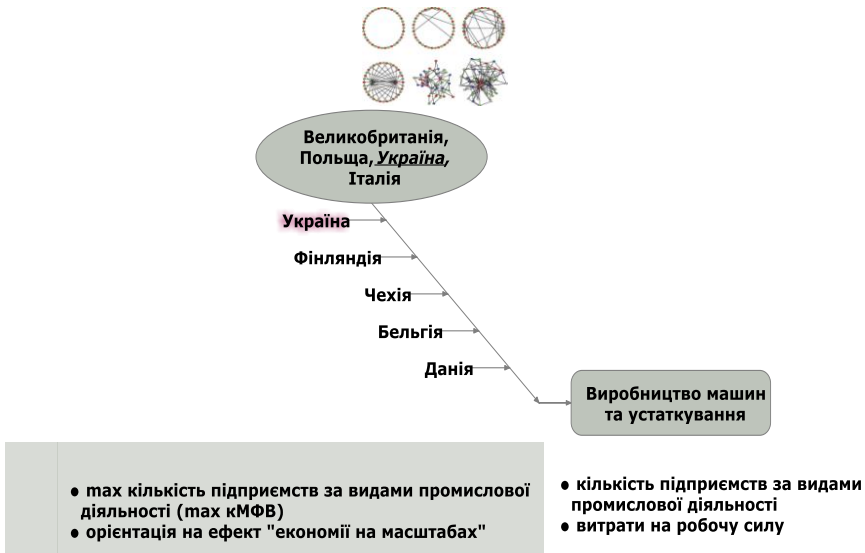 Великобританія,
Польща, Україна,
Італія
Україна
Фінляндія
Чехія
Бельгія
Данія
Виробництво машин
та устаткування
● max кількість підприємств за видами промислової
діяльності (max кМФВ)
● орієнтація на ефект "економії на масштабах"
● кількість підприємств за видами
промислової діяльності
● витрати на робочу силу